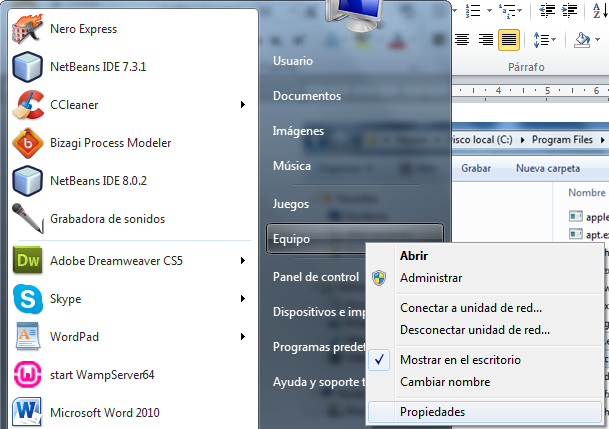 Nero Express
NetBeans IDE 7.3.1
CCleaner
Bizagi Process Modeler
NetBeans IDE 8.0.2
Grabadora de sonidos
Dw
Adobe Dreamweaver CS5
Skype
WordPad
start WampServer64
Microsoft Word 2010
Usuario
Documentos
Imágenes
Música
Juegos
Equipo
Panel de control
Dispositivos e imp
Programas predet
Ayuda y soporte t
Abrir
Administrar
Conectar a unidad de red...
Desconectar unidad de red...
Mostrar en el escritorio
Cambiar nombre
Propiedades
Párrafo
4 5 6
isco local (C:) Program Files
Grabar Nueva carpeta
Nombre
apple
apt.ex